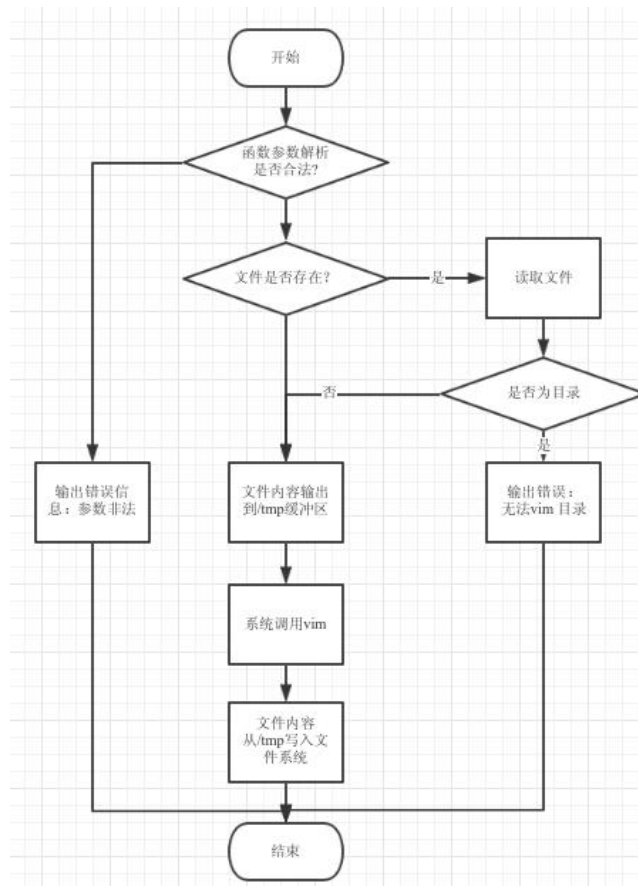 开始
函数参数解析
是否合法?
文件是否存在?
是
读取文件
否
是否为目录
是
输出错误信
息：参数非法
文件内容输出
到/tmp缓冲区
输出错误：
无法vim 目录
系统调用vim
文件内容
从/tmp写入文
件系统
结束